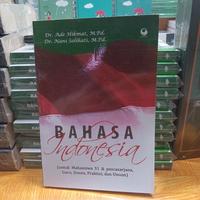 Dr. Ade Hikmat, M.Pd.
Dr. Nani Solihati, M.Pd.
BAHASA
Indonesia
(untuk Mahasiswa S1 & pascasarjana,
Guru, Dosen, Praktisi, dan Umum)